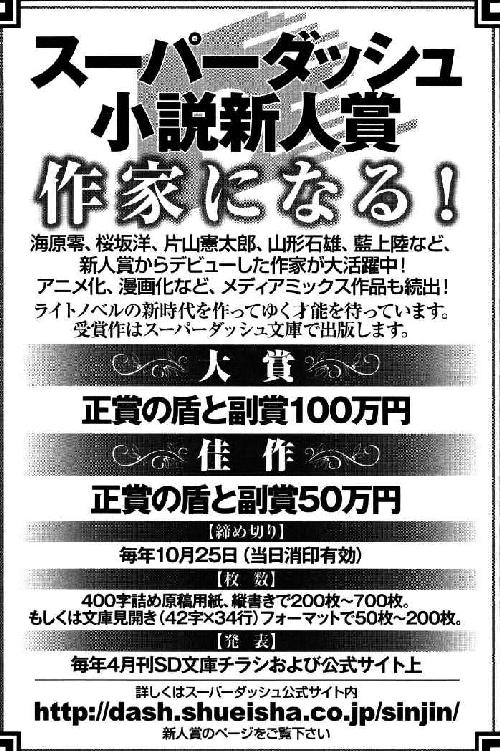 スーパーダッシュ
小説新人賞
作家になる！
海原零、桜坂洋、片山憲太郎、山形石雄、藍上陸など、
新人賞からデビューした作家が大活躍中！
アニメ化、漫画化など、メディアミックス作品も続出！
ライトノベルの新時代を作ってゆく才能を待っています。
受賞作はスーパーダッシュ文庫で出版します。
大賞
正賞の盾と副賞100万円
佳作
正賞の盾と副賞50万円
【締め切り】
毎年10月25日（当日消印有効）
【枚数】
400字詰め原稿用紙、縦書きで200枚〜700枚。
もしくは文庫見開き（42字×34行）フォーマットで50枚〜200枚。
【発表】
毎年4月刊SD文庫チラシおよび公式サイト上
詳しくはスーパーダッシュ公式サイト内
http://dash.shueisha.co.jp/sinjin/
新人賞のページをご覧下さい